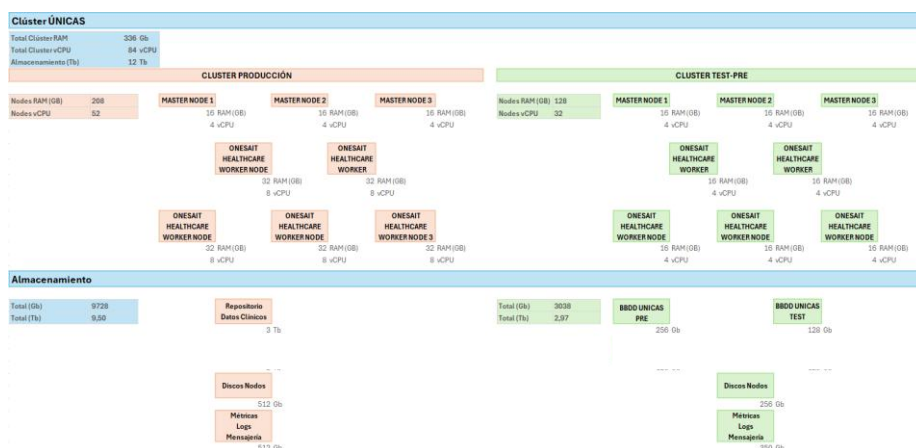 Clúster ÚNICAS
Total Clúster RAM 336 Gb
Total Cluster vCPU 84 vCPU
Almacenamiento (Tb) 12 Tb
CLUSTER PRODUCCIÓN CLUSTER TEST-PRE
Nodes RAM (GB) 208 MASTER NODE 1 MASTER NODE 2 MASTER NODE 3 Nodes RAM (GB) 128 MASTER NODE 1 MASTER NODE 2 MASTER NODE 3
Nodes vCPU 52 16 RAM (GB) 16 RAM (GB) 16 RAM (GB) Nodes vCPU 32 16 RAM (GB) 16 RAM (GB) 16 RAM (GB)
4 vCPU 4 vCPU 4 vCPU 4 vCPU 4 vCPU 4 vCPU
ONESAIT ONESAIT ONESAIT ONESAIT
HEALTHCARE HEALTHCARE HEALTHCARE HEALTHCARE
WORKER NODE WORKER WORKER WORKER
32 RAM (GB) 32 RAM (GB) 16 RAM (GB) 16 RAM (GB)
8 vCPU 8 vCPU 4 vCPU 4 vCPU
ONESAIT ONESAIT ONESAIT ONESAIT ONESAIT ONESAIT
HEALTHCARE HEALTHCARE HEALTHCARE HEALTHCARE HEALTHCARE HEALTHCARE
WORKER NODE WORKER NODE WORKER NODE 3 WORKER NODE WORKER NODE WORKER NODE
32 RAM (GB) 32 RAM (GB) 32 RAM (GB) 16 RAM (GB) 16 RAM (GB) 16 RAM (GB)
8 vCPU 8 vCPU 8 vCPU 4 vCPU 4 vCPU 4 vCPU
Almacenamiento
Total (Gb) 9728 Repositorio Total (Gb) 3038 BBDD UNICAS BBDD UNICAS
Total (Tb) 9,50 Datos Clínicos Total (Tb) 2,97 PRE TEST
3 Tb 256 Gb 128 Gb
Discos Nodos Discos Nodos
512 Gb 256 Gb
Métricas Métricas
Logs Logs
Mensajería Mensajería